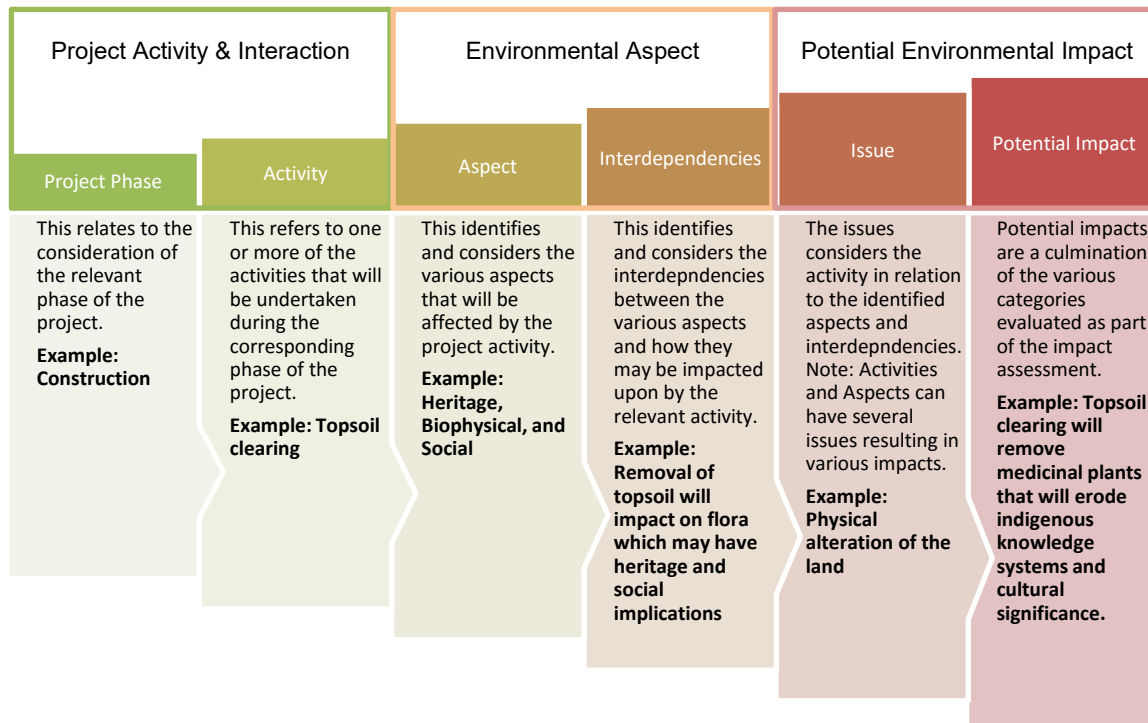 Project Activity & Interaction
Environmental Aspect
Potential Environmental Impact
Project Phase
Activity
Aspect
Interdependencies
Issue
Potential Impact
This relates to the
consideration of
the relevant
phase of the
project.
Example:
Construction
This refers to one
or more of the
activities that will
be undertaken
during the
corresponding
phase of the
project.
Example: Topsoil
clearing
This identifies
and considers the
various aspects
that will be
affected by the
project activity.
Example:
Heritage,
Biophysical, and
Social
This identifies
and considers the
interdepndencies
between the
various aspects
and how they
may be impacted
upon by the
relevant activity.
Example:
Removal of
topsoil will
impact on flora
which may have
heritage and
social
implications
The issues
considers the
activity in relation
to the identified
aspects and
interdepndencies.
Note: Activities
and Aspects can
have several
issues resulting in
various impacts.
Example:
Physical
alteration of the
land
Potential impacts
are a culmination
of the various
categories
evaluated as part
of the impact
assessment.
Example: Topsoil
clearing will
remove
medicinal plants
that will erode
indigenous
knowledge
systems and
cultural
significance.